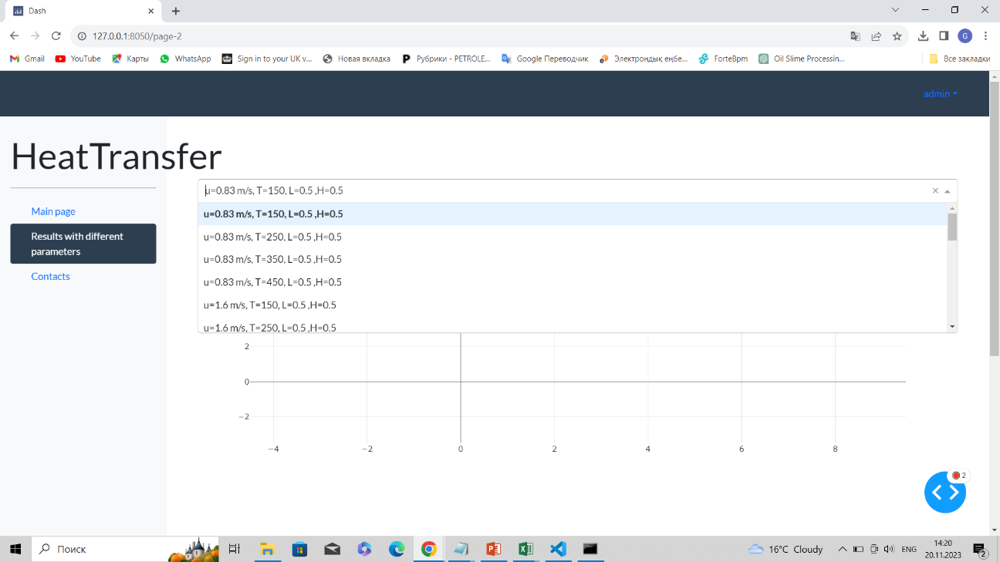 Dash
127.0.0.1:8050/page-2
G
Gmail
YouTube
Карты
WhatsApp
Sign in to your UK v...
Новая вкладка
Рубрики - PETROLE...
Google Переводчик
Электрондық еңбе...
ForteBpm
Oil Slime Processin...
Все закладки
admin
HeatTransfer
Main page
Results with different
parameters
Contacts
u=0.83 m/s, T=150, L=0.5 ,H=0.5
u=0.83 m/s, T=150, L=0.5 ,H=0.5
u=0.83 m/s, T=250, L=0.5 ,H=0.5
u=0.83 m/s, T=350, L=0.5 ,H=0.5
u=0.83 m/s, T=450, L=0.5 ,H=0.5
u=1.6 m/s, T=150, L=0.5 ,H=0.5
u=1.6 m/s, T=250, L=0.5 ,H=0.5
2
0
−2
−4 −2 0 2 4 6 8
2
Поиск
16°C Cloudy
ENG
14:20
20.11.2023
2